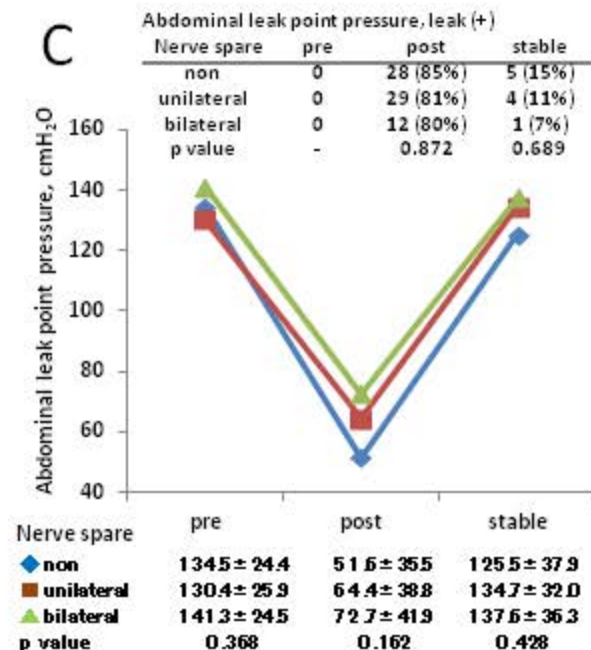 C
Abdominal leak point pressure, leak (+)
Nerve spare pre post stable
non 0 28 (85%) 5 (15%)
unilateral 0 29 (81%) 4 (11%)
bilateral 0 12 (80%) 1 (7%)
p value - 0.872 0.689
Abdominal leak point pressure, cmH2O
160
140
120
100
80
60
40
pre post stable
Nerve spare
non 134.5 ± 24.4 51.6 ± 35.5 125.5 ± 37.9
unilateral 130.4 ± 25.9 64.4 ± 38.8 134.7 ± 32.0
bilateral 141.3 ± 24.5 72.7 ± 41.9 137.6 ± 36.3
p value 0.368 0.162 0.428